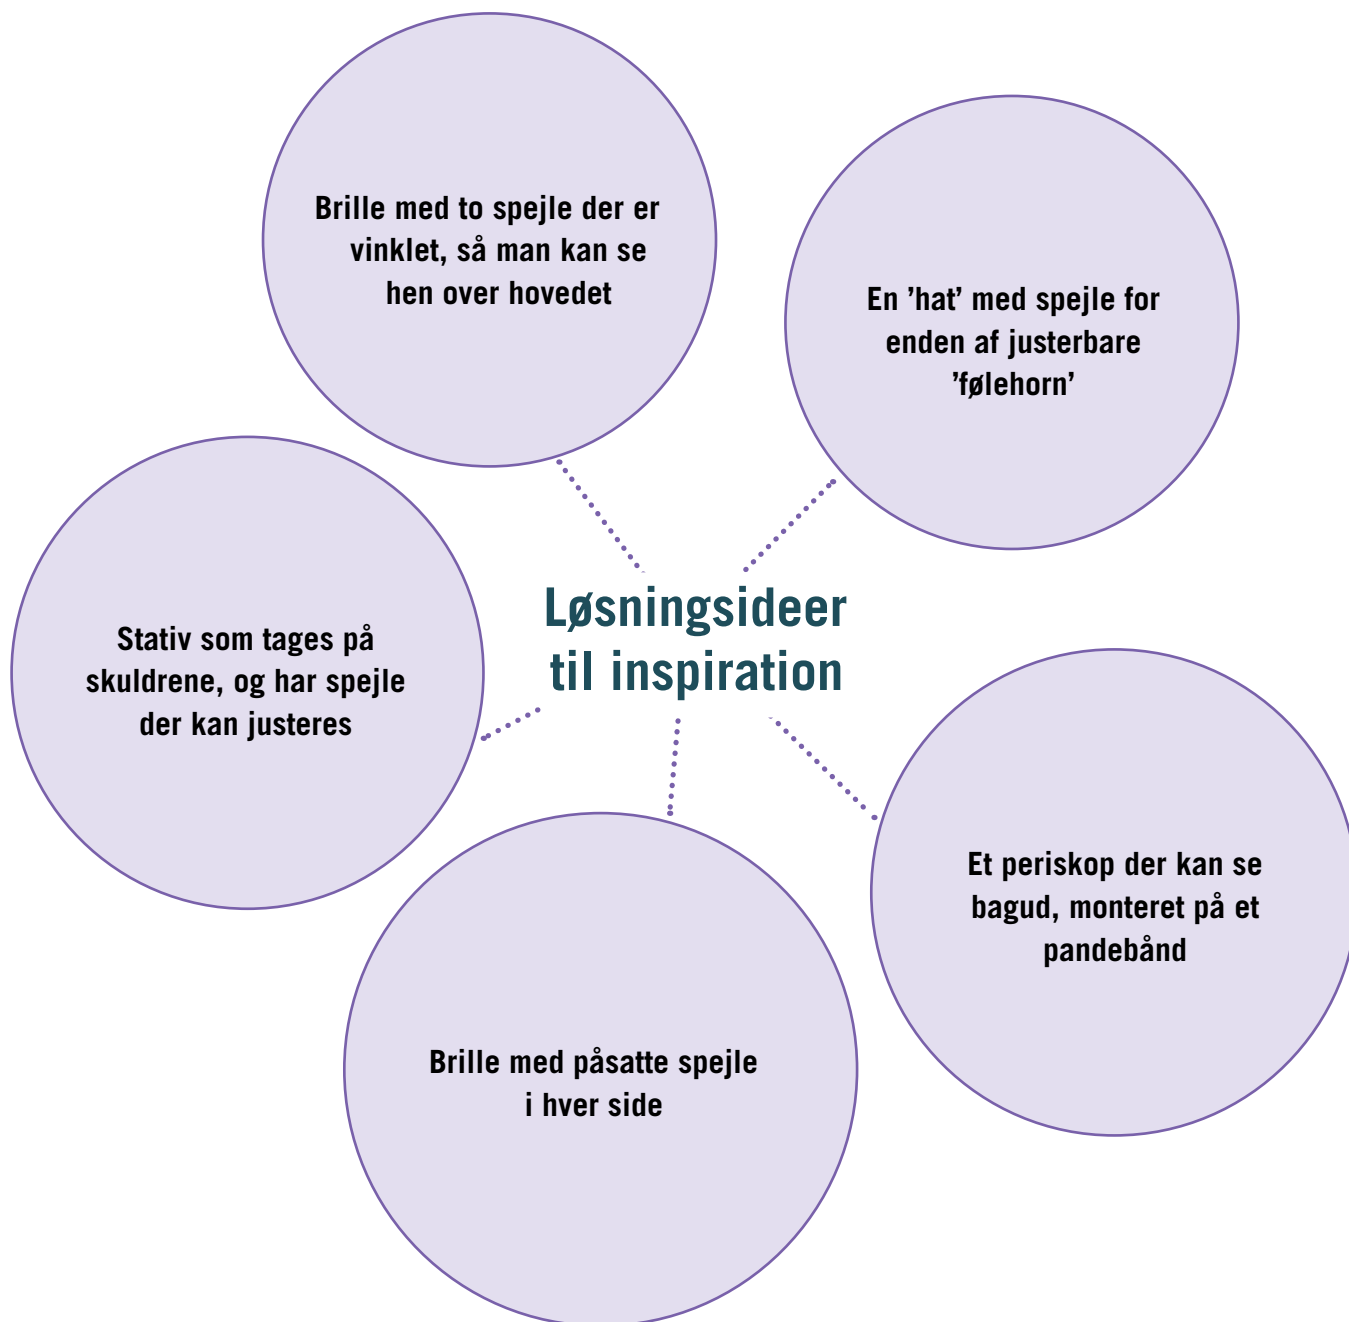 Brille med to spejle der er
vinklet, så man kan se
hen over hovedet
En ’hat’ med spejle for
enden af justerbare
’følehorn’
Løsningsideer
til inspiration
Stativ som tages på
skuldrene, og har spejle
der kan justeres
Et periskop der kan se
bagud, monteret på et
pandebånd
Brille med påsatte spejle
i hver side